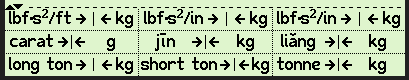 lbf·s²/ft→|←kg lbf·s²/in→|←kg lbf·s²/in→|←kg
carat→|← g jīn →|← kg liǎng→|← kg
long ton→|←kg short ton→|←kg tonne→|← kg